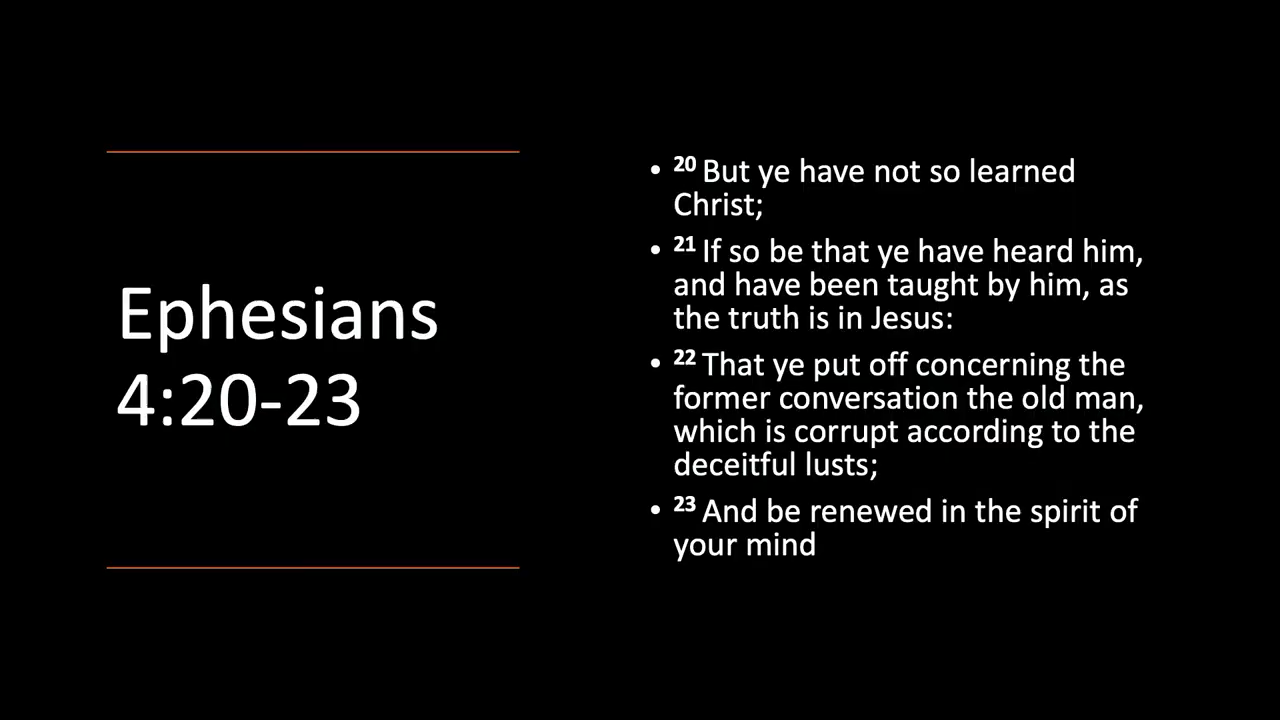 Ephesians
4:20-23
• 20 But ye have not so learned
Christ;
• 21 If so be that ye have heard him,
and have been taught by him, as
the truth is in Jesus:
• 22 That ye put off concerning the
former conversation the old man,
which is corrupt according to the
deceitful lusts;
• 23 And be renewed in the spirit of
your mind